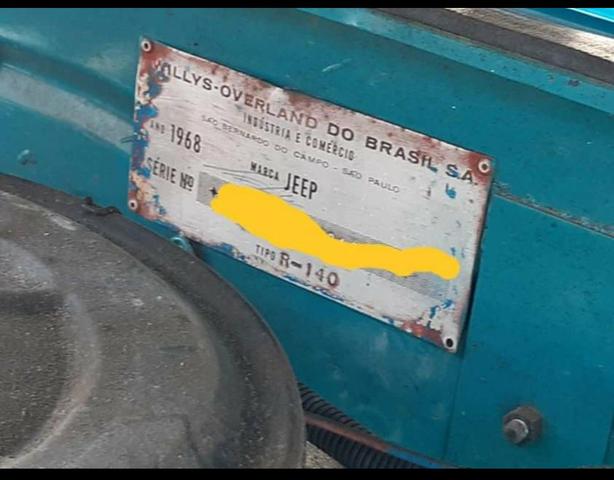 WILLYS-OVERLAND DO BRASIL S.A.
INDÚSTRIA E COMÉRCIO
SÃO BERNARDO DO CAMPO - SÃO PAULO
ANO 1968
MARCA JEEP
SÉRIE Nº
TIPO R-140